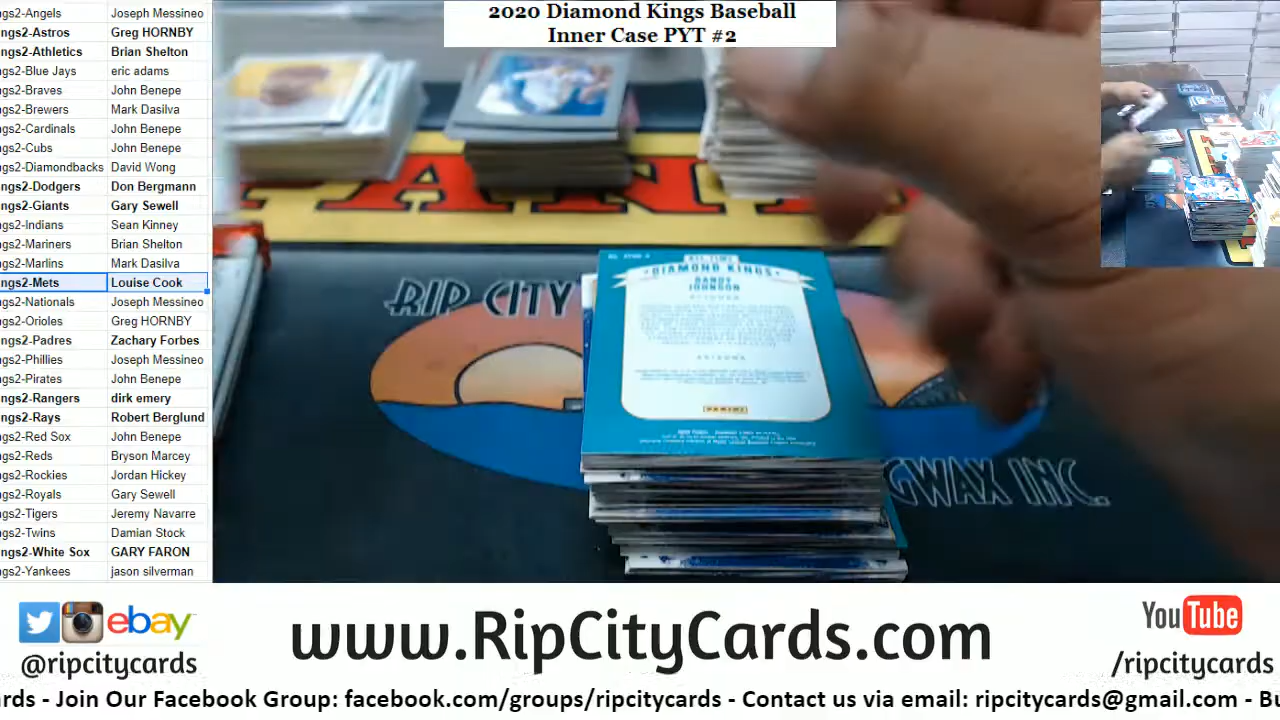 2020 Diamond Kings Baseball
Inner Case PYT #2
ngs2-Angels Joseph Messineo
ngs2-Astros Greg HORNBY
ngs2-Athletics Brian Shelton
ngs2-Blue Jays eric adams
ngs2-Braves John Benepe
ngs2-Brewers Mark Dasilva
ngs2-Cardinals John Benepe
ngs2-Cubs John Benepe
ngs2-Diamondbacks David Wong
ngs2-Dodgers Don Bergmann
ngs2-Giants Gary Sewell
ngs2-Indians Sean Kinney
ngs2-Mariners Brian Shelton
ngs2-Marlins Mark Dasilva
ngs2-Mets Louise Cook
ngs2-Nationals Joseph Messineo
ngs2-Orioles Greg HORNBY
ngs2-Padres Zachary Forbes
ngs2-Phillies Joseph Messineo
ngs2-Pirates John Benepe
ngs2-Rangers dirk emery
ngs2-Rays Robert Berglund
ngs2-Red Sox John Benepe
ngs2-Reds Bryson Marcey
ngs2-Rockies Jordan Hickey
ngs2-Royals Gary Sewell
ngs2-Tigers Jeremy Navarre
ngs2-Twins Damian Stock
ngs2-White Sox GARY FARON
ngs2-Yankees jason silverman
RIP CITY
GWAX INC.
ALL-TIME
DIAMOND KINGS
RANDY
JOHNSON
ARIZONA
PANINI
ebay
@ripcitycards
www.RipCityCards.com
YouTube
/ripcitycards
ards - Join Our Facebook Group: facebook.com/groups/ripcitycards - Contact us via email: ripcitycards@gmail.com - Bu